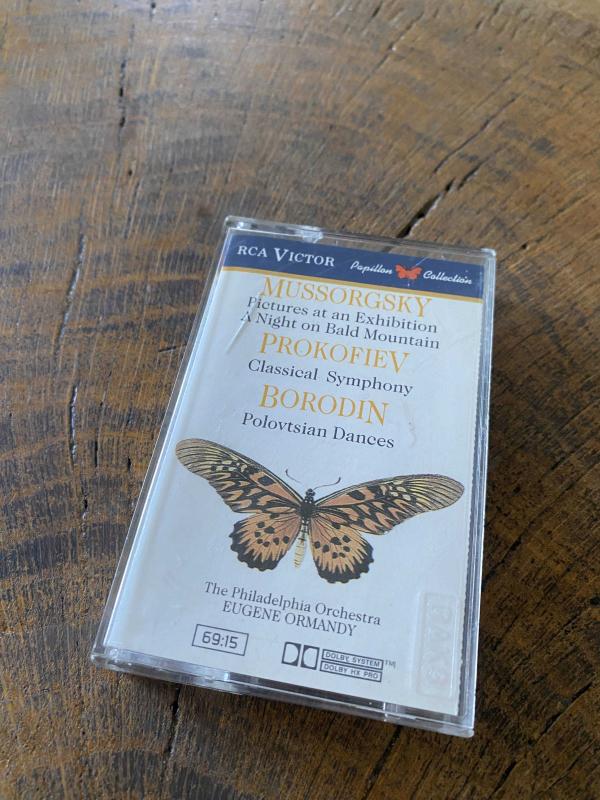 RCA VICTOR Papillon Collection
MUSSORGSKY
Pictures at an Exhibition
A Night on Bald Mountain
PROKOFIEV
Classical Symphony
BORODIN
Polovtsian Dances
The Philadelphia Orchestra
EUGENE ORMANDY
69:15
DOLBY SYSTEM TM
DOLBY HX PRO